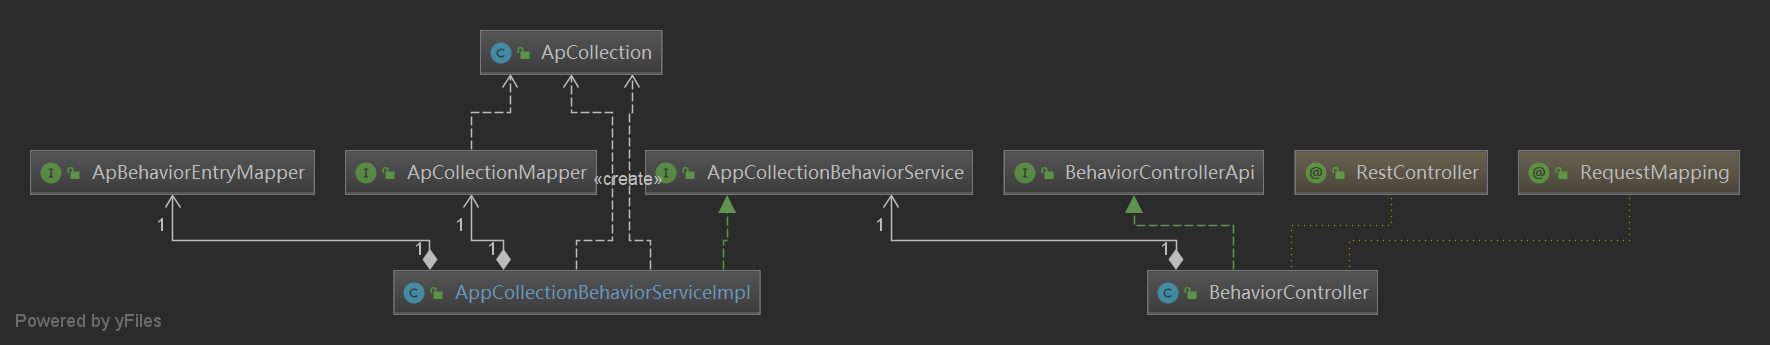 C ApCollection
I ApBehaviorEntryMapper
I ApCollectionMapper
«create»
I AppCollectionBehaviorService
I BehaviorControllerApi
@ RestController
@ RequestMapping
1
1
1
1
1
1
C AppCollectionBehaviorServiceImpl
C BehaviorController
Powered by yFiles